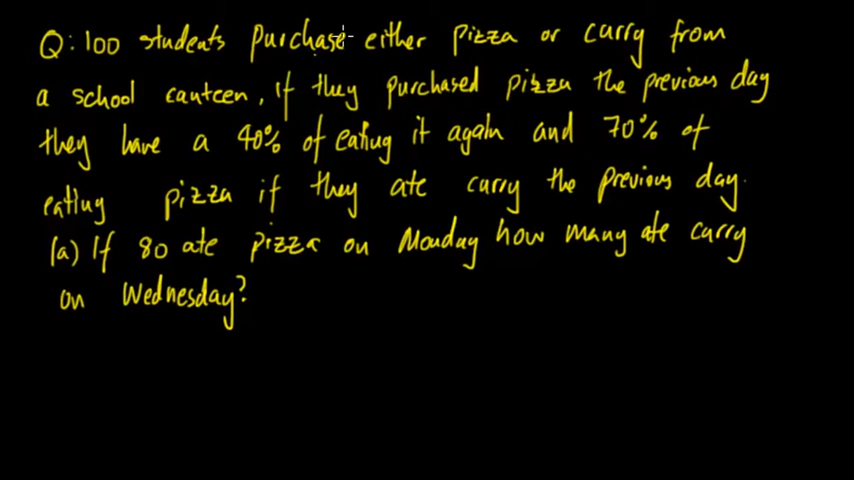 Q: 100 students purchase either pizza or curry from
a school canteen, if they purchased pizza the previous day
they have a 40% of eating it again and 70% of
eating pizza if they ate curry the previous day.
(a) If 80 ate pizza on Monday how many ate curry
on Wednesday?